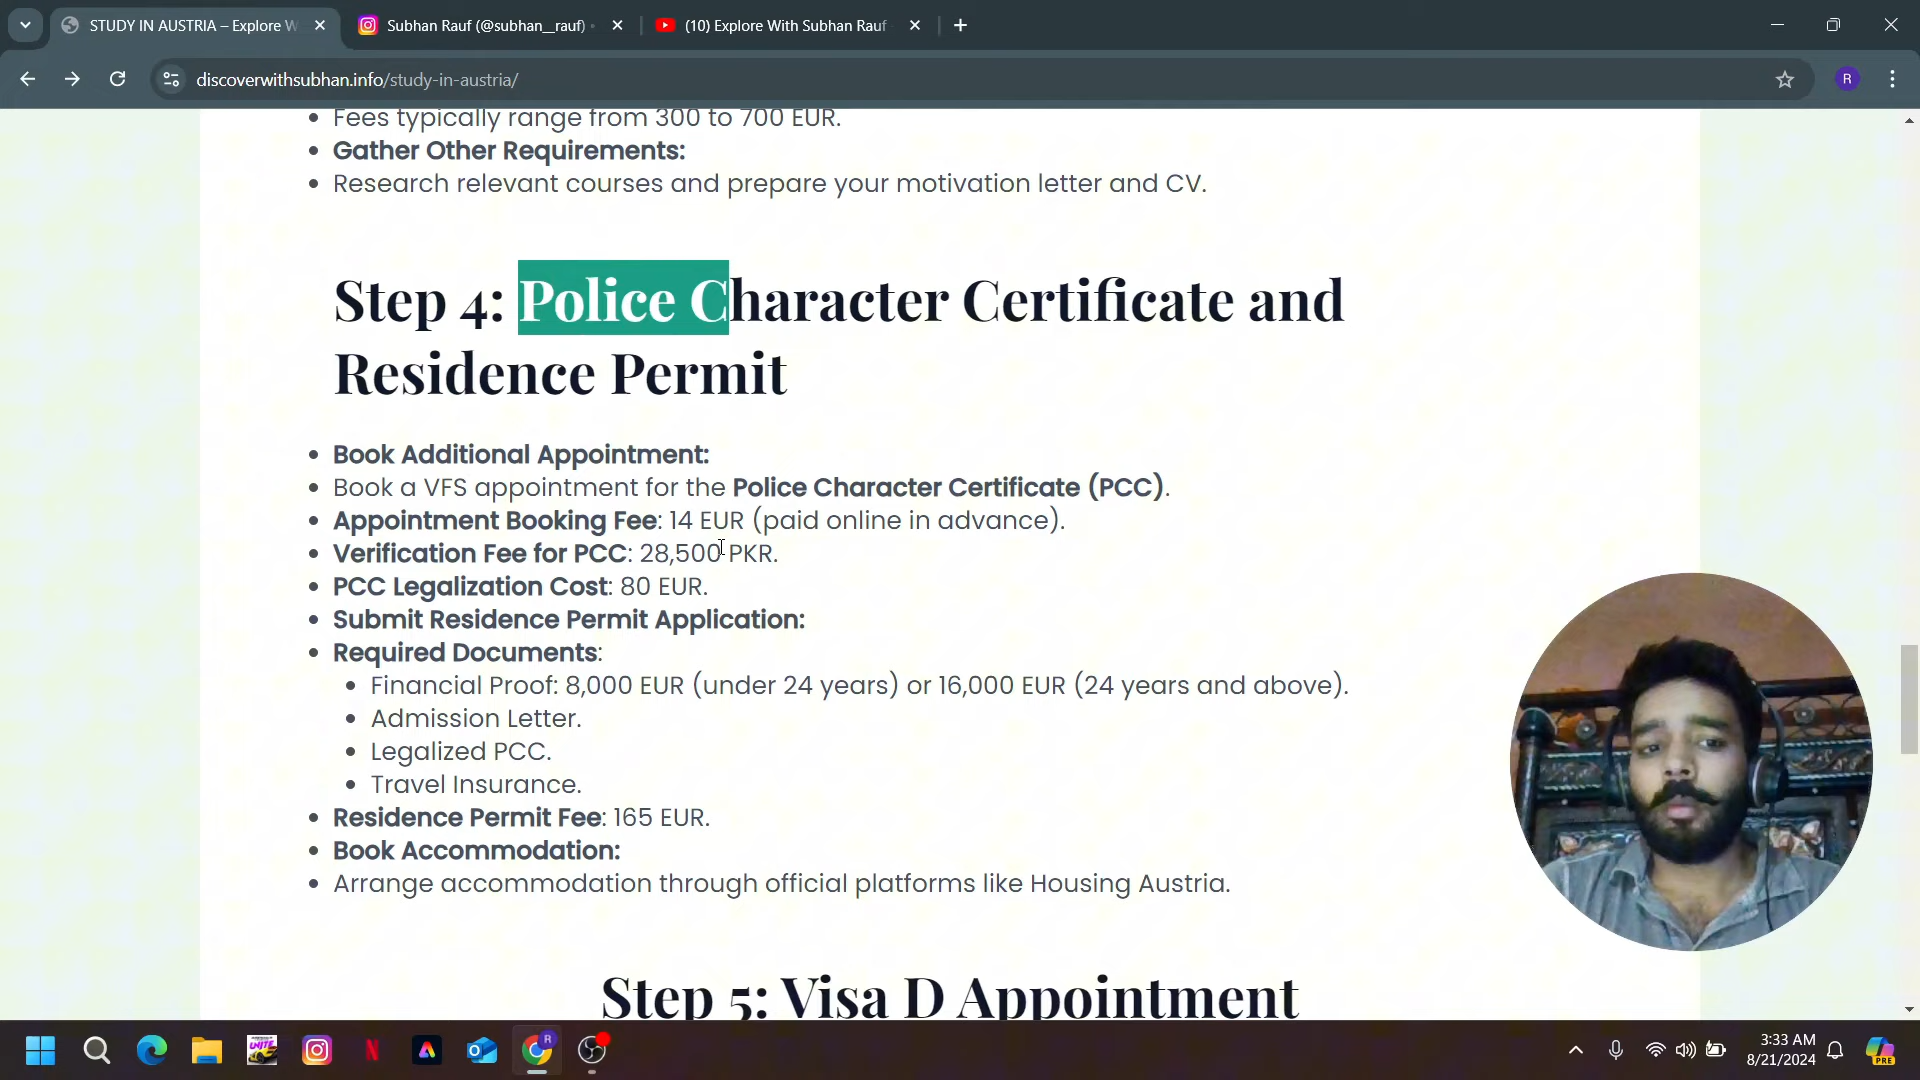 STUDY IN AUSTRIA – Explore W
Subhan Rauf (@subhan__rauf) •
(10) Explore With Subhan Rauf
discoverwithsubhan.info/study-in-austria/
R
Fees typically range from 300 to 700 EUR.
Gather Other Requirements:
Research relevant courses and prepare your motivation letter and CV.
Step 4: Police Character Certificate and
Residence Permit
Book Additional Appointment:
Book a VFS appointment for the Police Character Certificate (PCC).
Appointment Booking Fee: 14 EUR (paid online in advance).
Verification Fee for PCC: 28,500 PKR.
PCC Legalization Cost: 80 EUR.
Submit Residence Permit Application:
Required Documents:
Financial Proof: 8,000 EUR (under 24 years) or 16,000 EUR (24 years and above).
Admission Letter.
Legalized PCC.
Travel Insurance.
Residence Permit Fee: 165 EUR.
Book Accommodation:
Arrange accommodation through official platforms like Housing Austria.
Step 5: Visa D Appointment
UNITE
N
R
3:33 AM
8/21/2024
PRE